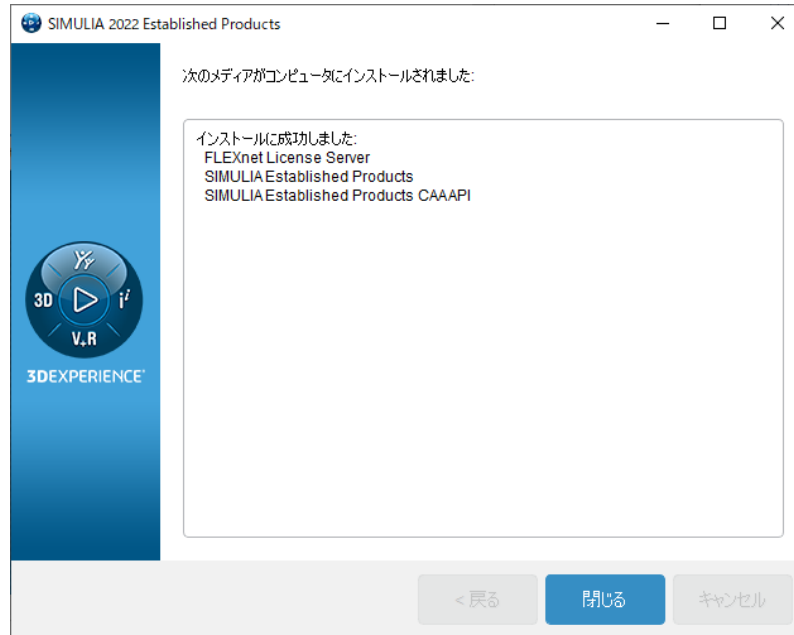 SIMULIA 2022 Established Products
次のメディアがコンピュータにインストールされました:
インストールに成功しました:
FLEXnet License Server
SIMULIA Established Products
SIMULIA Established Products CAAAPI
3D
i
V+R
3DEXPERIENCE
< 戻る
閉じる
キャンセル